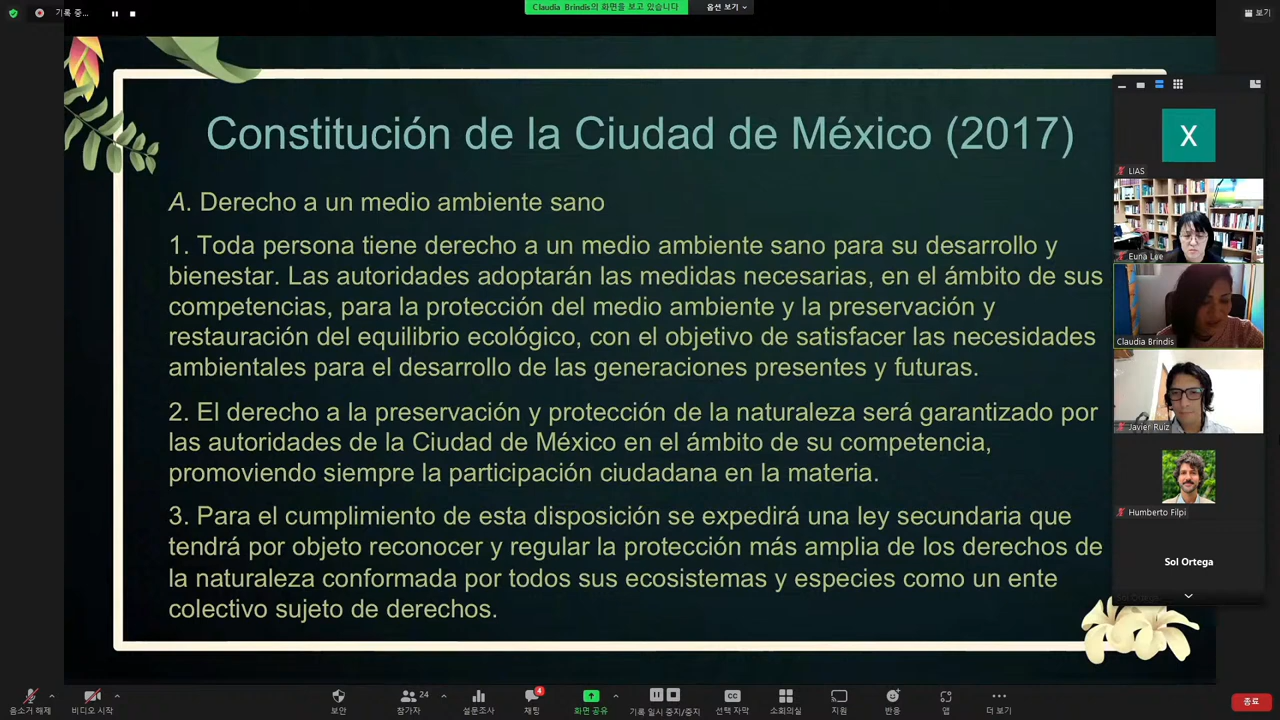 기록 중...
Claudia Brindis의 화면을 보고 있습니다
옵션 보기
보기
Constitución de la Ciudad de México (2017)
A. Derecho a un medio ambiente sano
1. Toda persona tiene derecho a un medio ambiente sano para su desarrollo y
bienestar. Las autoridades adoptarán las medidas necesarias, en el ámbito de sus
competencias, para la protección del medio ambiente y la preservación y
restauración del equilibrio ecológico, con el objetivo de satisfacer las necesidades
ambientales para el desarrollo de las generaciones presentes y futuras.
2. El derecho a la preservación y protección de la naturaleza será garantizado por
las autoridades de la Ciudad de México en el ámbito de su competencia,
promoviendo siempre la participación ciudadana en la materia.
3. Para el cumplimiento de esta disposición se expedirá una ley secundaria que
tendrá por objeto reconocer y regular la protección más amplia de los derechos de
la naturaleza conformada por todos sus ecosistemas y especies como un ente
colectivo sujeto de derechos.
X
LIAS
Euna Lee
Claudia Brindis
Javier Ruiz
Humberto Filpi
Sol Ortega
Sol Ortega
음소거 해제
비디오 시작
보안
24
참가자
설문조사
4
채팅
화면 공유
기록 일시 중지/중지
CC
선택 자막
소회의실
지원
반응
앱
더 보기
종료